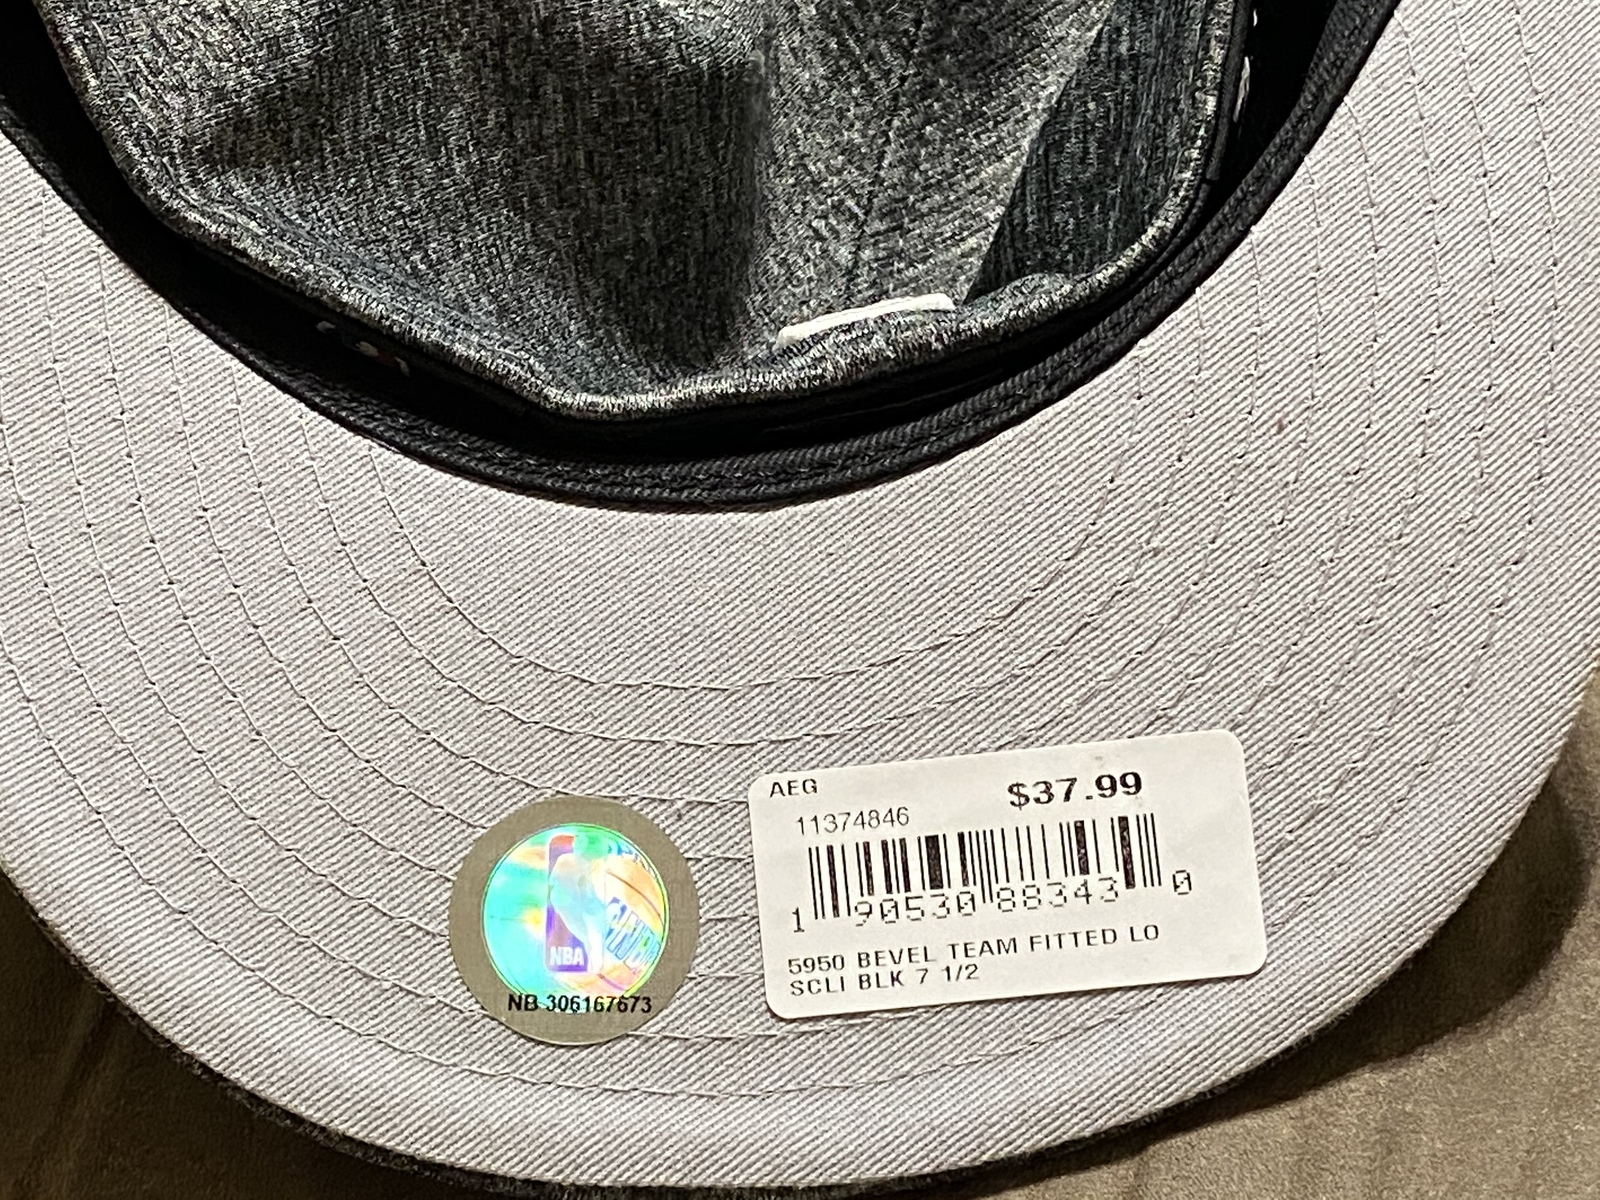 AEG
$37.99
11374846
1 90530 88343 0
5950 BEVEL TEAM FITTED LO
SCLI BLK 7 1/2
NBA
NB 306167673